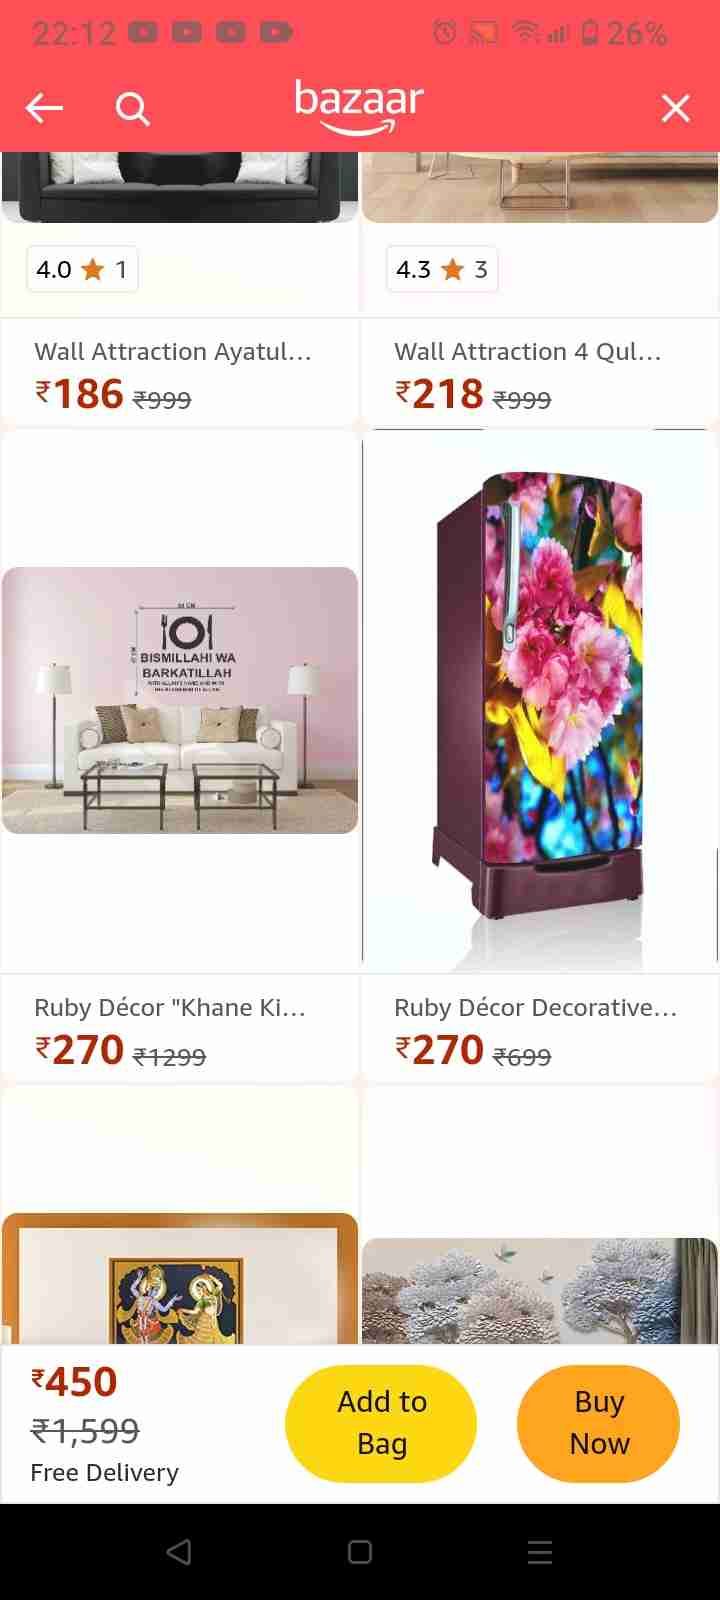 22:12
26%
bazaar
4.0 ★ 1
4.3 ★ 3
Wall Attraction Ayatul...
Wall Attraction 4 Qul...
₹186 ₹999
₹218 ₹999
BISMILLAHI WA
BARKATILLAH
Ruby Décor "Khane Ki...
Ruby Décor Decorative...
₹270 ₹1299
₹270 ₹699
₹450
₹1,599
Free Delivery
Add to
Bag
Buy
Now